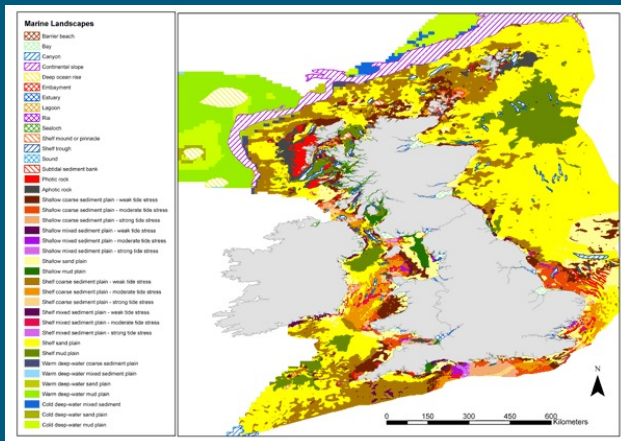 Marine Landscapes
Barrier beach
Bay
Canyon
Continental slope
Deep ocean rise
Embayment
Estuary
Lagoon
Ria
Sealoch
Shelf mound or pinnacle
Shelf trough
Sound
Subtidal sediment bank
Photic rock
Aphotic rock
Shallow coarse sediment plain - weak tide stress
Shallow coarse sediment plain - moderate tide stress
Shallow coarse sediment plain - strong tide stress
Shallow mixed sediment plain - weak tide stress
Shallow mixed sediment plain - moderate tide stress
Shallow mixed sediment plain - strong tide stress
Shallow sand plain
Shallow mud plain
Shelf coarse sediment plain - weak tide stress
Shelf coarse sediment plain - moderate tide stress
Shelf coarse sediment plain - strong tide stress
Shelf mixed sediment plain - weak tide stress
Shelf mixed sediment plain - moderate tide stress
Shelf mixed sediment plain - strong tide stress
Shelf sand plain
Shelf mud plain
Warm deep-water coarse sediment plain
Warm deep-water mixed sediment plain
Warm deep-water sand plain
Warm deep-water mud plain
Cold deep-water mixed sediment
Cold deep-water sand plain
Cold deep-water mud plain
N
0 150 300 450 600
Kilometers